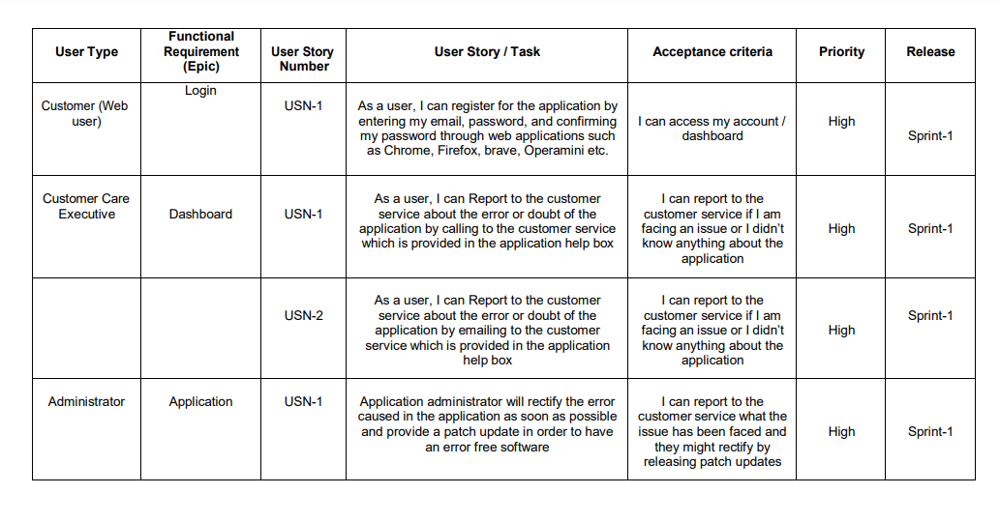 User Type
Functional
Requirement
(Epic)
User Story
Number
User Story / Task
Acceptance criteria
Priority
Release
Customer (Web
user)
Login
USN-1
As a user, I can register for the application by
entering my email, password, and confirming
my password through web applications such
as Chrome, Firefox, brave, Operamini etc.
I can access my account /
dashboard
High
Sprint-1
Customer Care
Executive
Dashboard
USN-1
As a user, I can Report to the customer
service about the error or doubt of the
application by calling to the customer service
which is provided in the application help box
I can report to the
customer service if I am
facing an issue or I didn't
know anything about the
application
High
Sprint-1
USN-2
As a user, I can Report to the customer
service about the error or doubt of the
application by emailing to the customer
service which is provided in the application
help box
I can report to the
customer service if I am
facing an issue or I didn't
know anything about the
application
High
Sprint-1
Administrator
Application
USN-1
Application administrator will rectify the error
caused in the application as soon as possible
and provide a patch update in order to have
an error free software
I can report to the
customer service what the
issue has been faced and
they might rectify by
releasing patch updates
High
Sprint-1